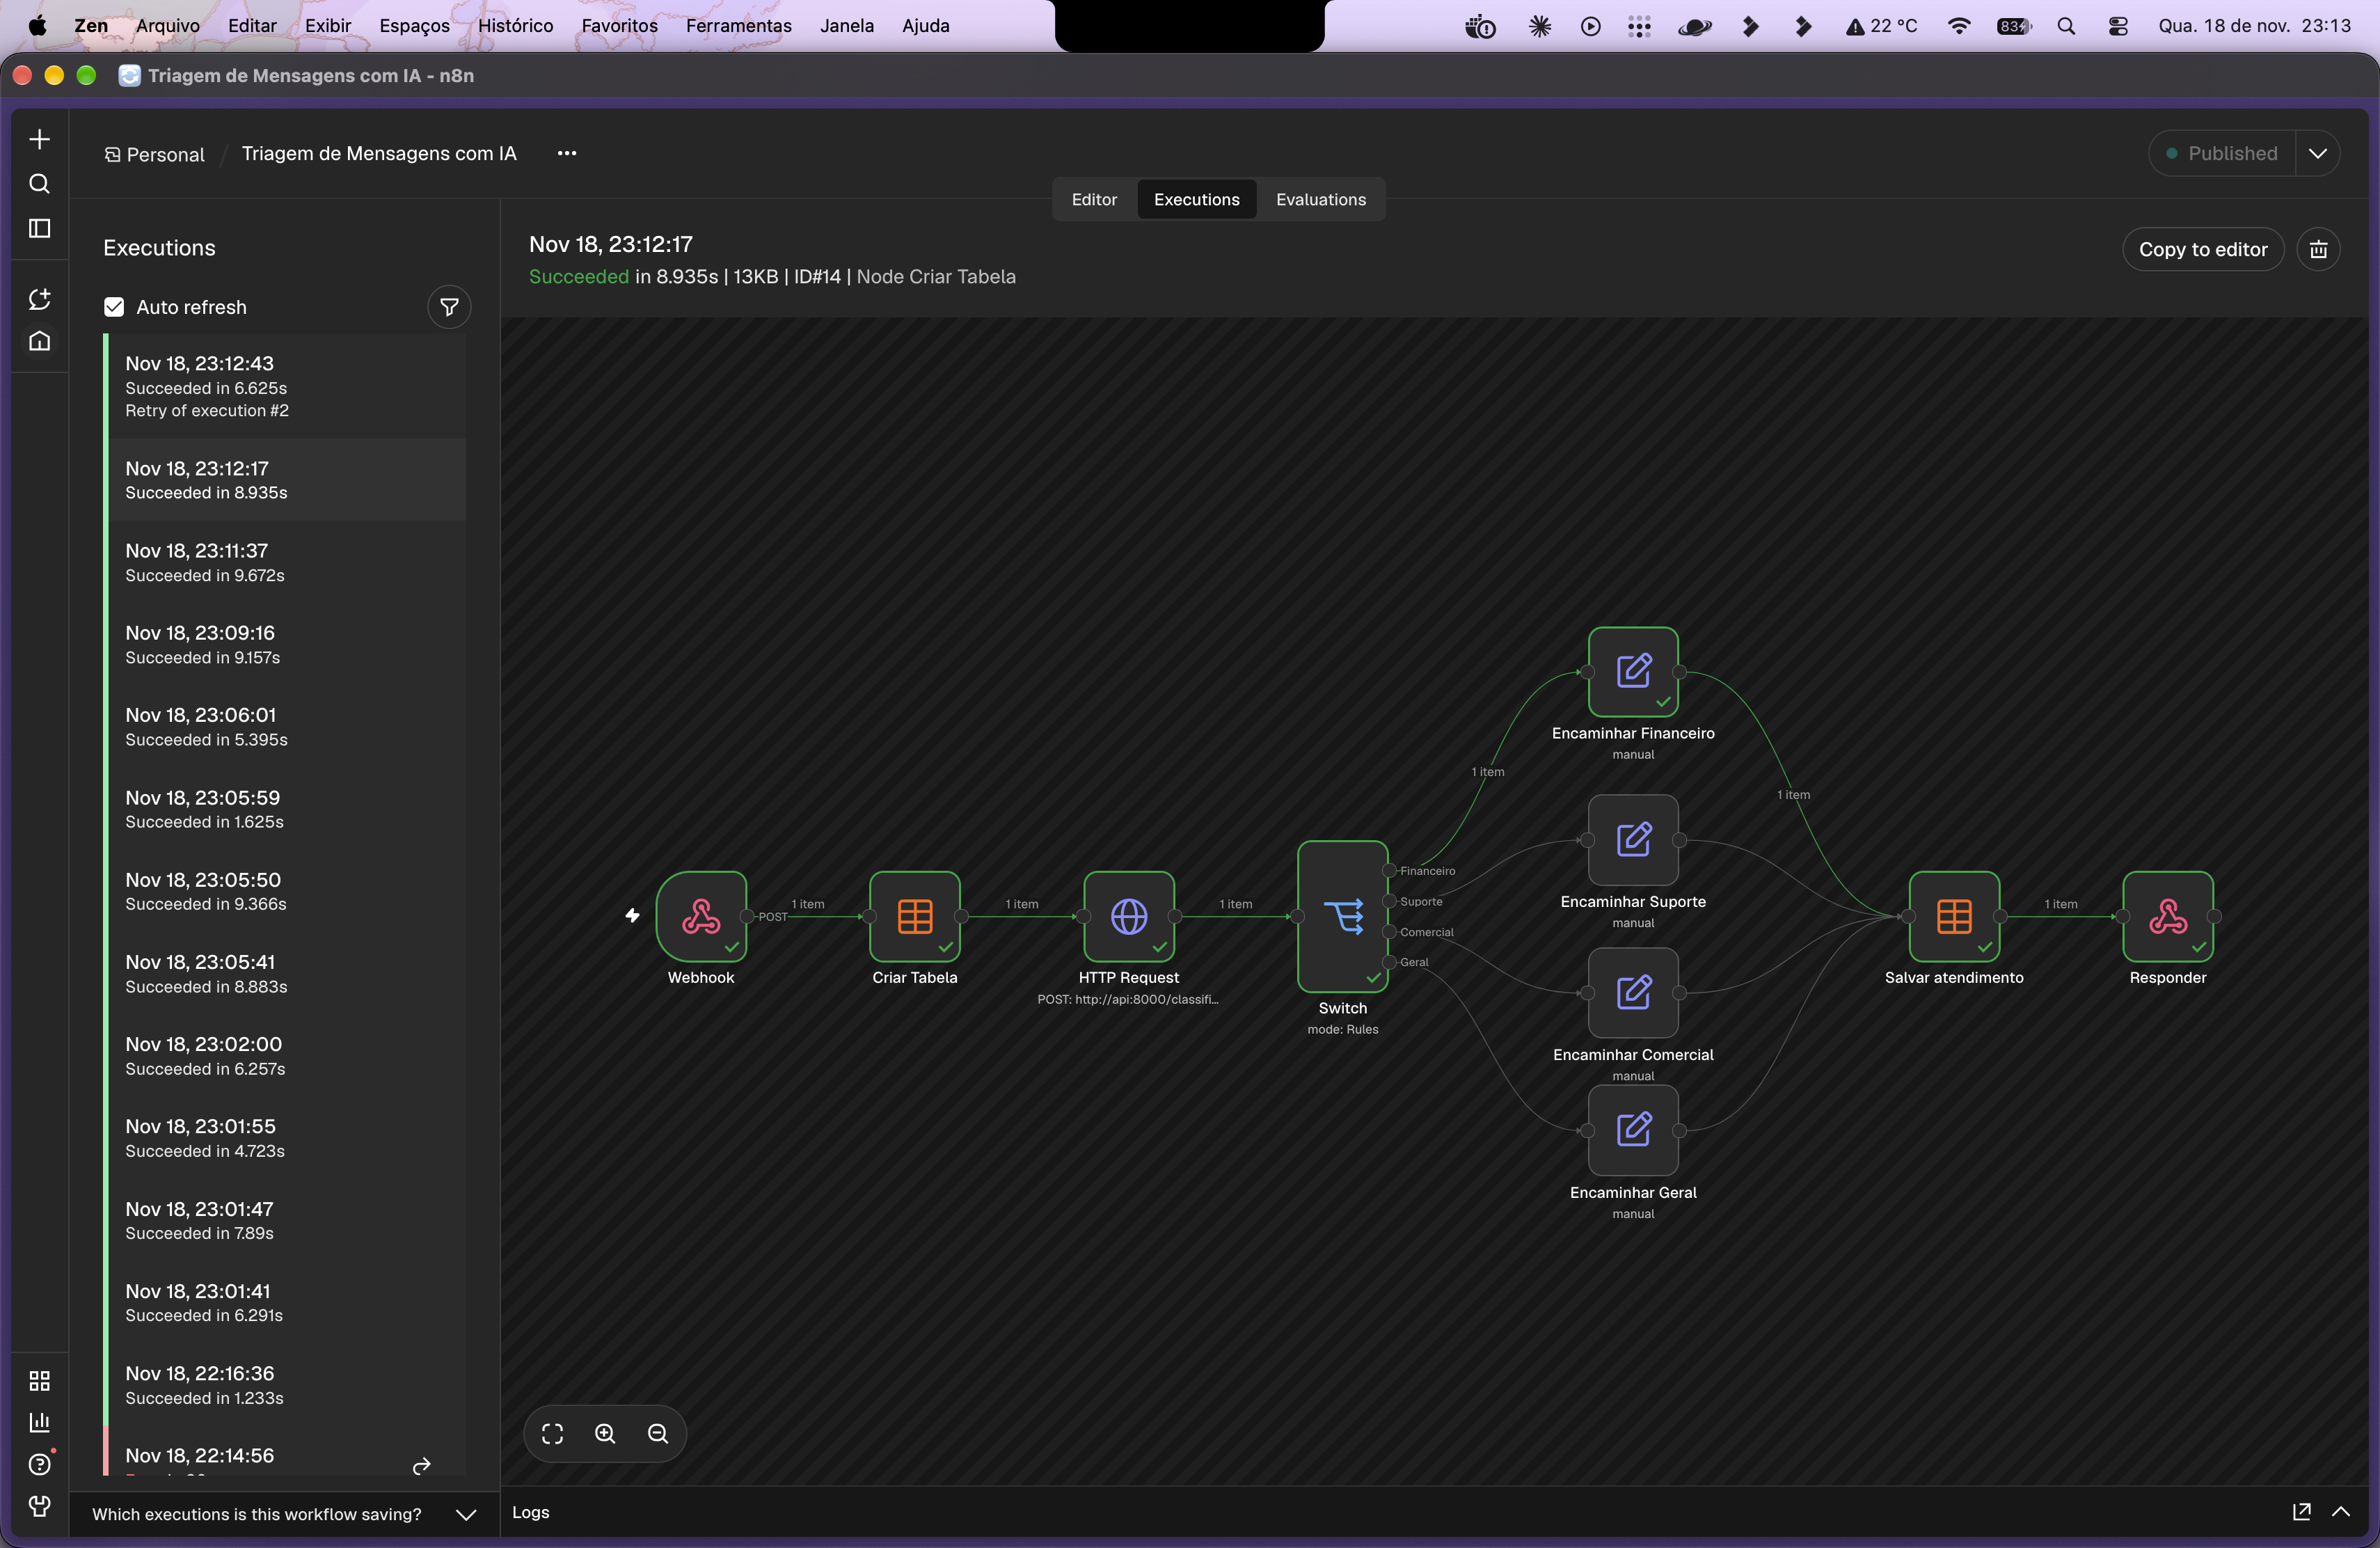 Zen Arquivo Editar Exibir Espaços Histórico Favoritos Ferramentas Janela Ajuda
22 °C 83 Qua. 18 de nov. 23:13
Triagem de Mensagens com IA - n8n
Personal / Triagem de Mensagens com IA ...
Published
Editor Executions Evaluations
Executions
Auto refresh
Nov 18, 23:12:43
Succeeded in 6.625s
Retry of execution #2
Nov 18, 23:12:17
Succeeded in 8.935s
Nov 18, 23:11:37
Succeeded in 9.672s
Nov 18, 23:09:16
Succeeded in 9.157s
Nov 18, 23:06:01
Succeeded in 5.395s
Nov 18, 23:05:59
Succeeded in 1.625s
Nov 18, 23:05:50
Succeeded in 9.366s
Nov 18, 23:05:41
Succeeded in 8.883s
Nov 18, 23:02:00
Succeeded in 6.257s
Nov 18, 23:01:55
Succeeded in 4.723s
Nov 18, 23:01:47
Succeeded in 7.89s
Nov 18, 23:01:41
Succeeded in 6.291s
Nov 18, 22:16:36
Succeeded in 1.233s
Nov 18, 22:14:56
Which executions is this workflow saving?
Nov 18, 23:12:17
Succeeded in 8.935s | 13KB | ID#14 | Node Criar Tabela
Copy to editor
Webhook
POST
1 item
Criar Tabela
1 item
HTTP Request
POST: http://api:8000/classifi...
1 item
Switch
mode: Rules
Financeiro
Suporte
Comercial
Geral
1 item
Encaminhar Financeiro
manual
Encaminhar Suporte
manual
Encaminhar Comercial
manual
Encaminhar Geral
manual
1 item
Salvar atendimento
1 item
Responder
Logs